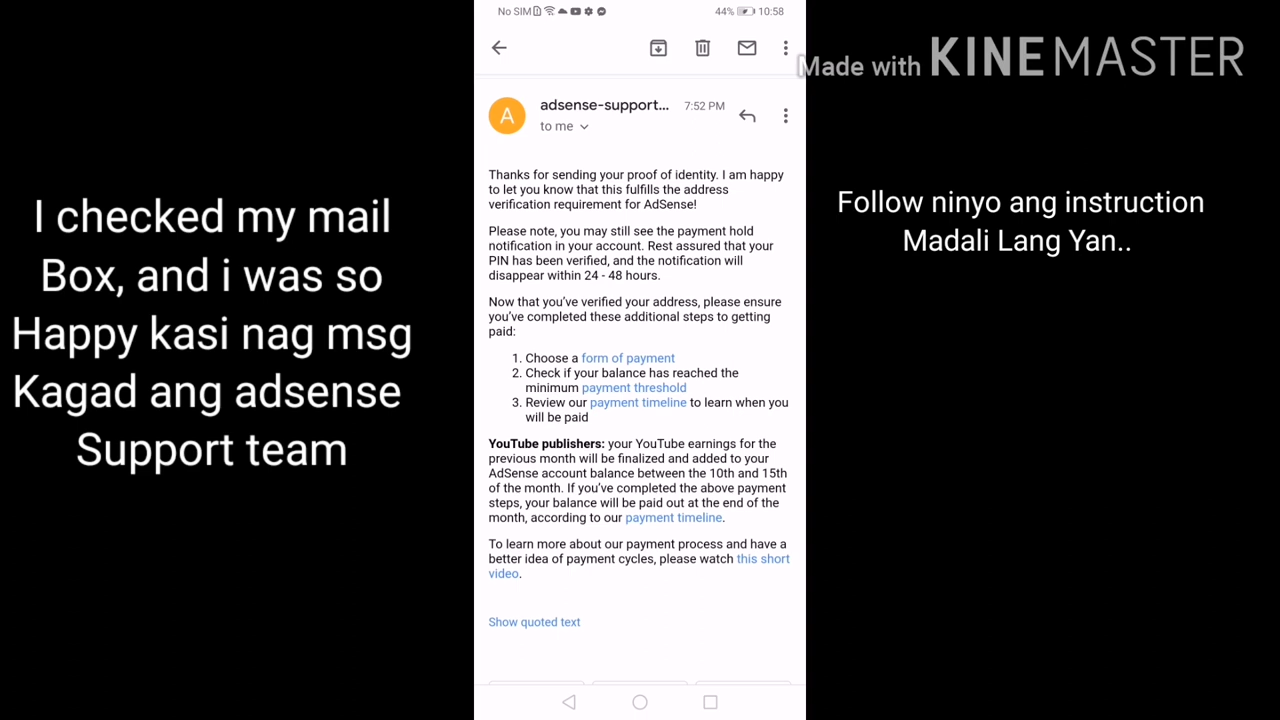 No SIM
44%
10:58
Made with KINEMASTER
adsense-support...
7:52 PM
A
to me
Thanks for sending your proof of identity. I am happy
to let you know that this fulfills the address
verification requirement for AdSense!
Please note, you may still see the payment hold
notification in your account. Rest assured that your
PIN has been verified, and the notification will
disappear within 24 - 48 hours.
Now that you’ve verified your address, please ensure
you’ve completed these additional steps to getting
paid:
1. Choose a form of payment
2. Check if your balance has reached the
minimum payment threshold
3. Review our payment timeline to learn when you
will be paid
YouTube publishers: your YouTube earnings for the
previous month will be finalized and added to your
AdSense account balance between the 10th and 15th
of the month. If you’ve completed the above payment
steps, your balance will be paid out at the end of the
month, according to our payment timeline.
To learn more about our payment process and have a
better idea of payment cycles, please watch this short
video.
Show quoted text
I checked my mail
Box, and i was so
Happy kasi nag msg
Kagad ang adsense
Support team
Follow ninyo ang instruction
Madali Lang Yan..